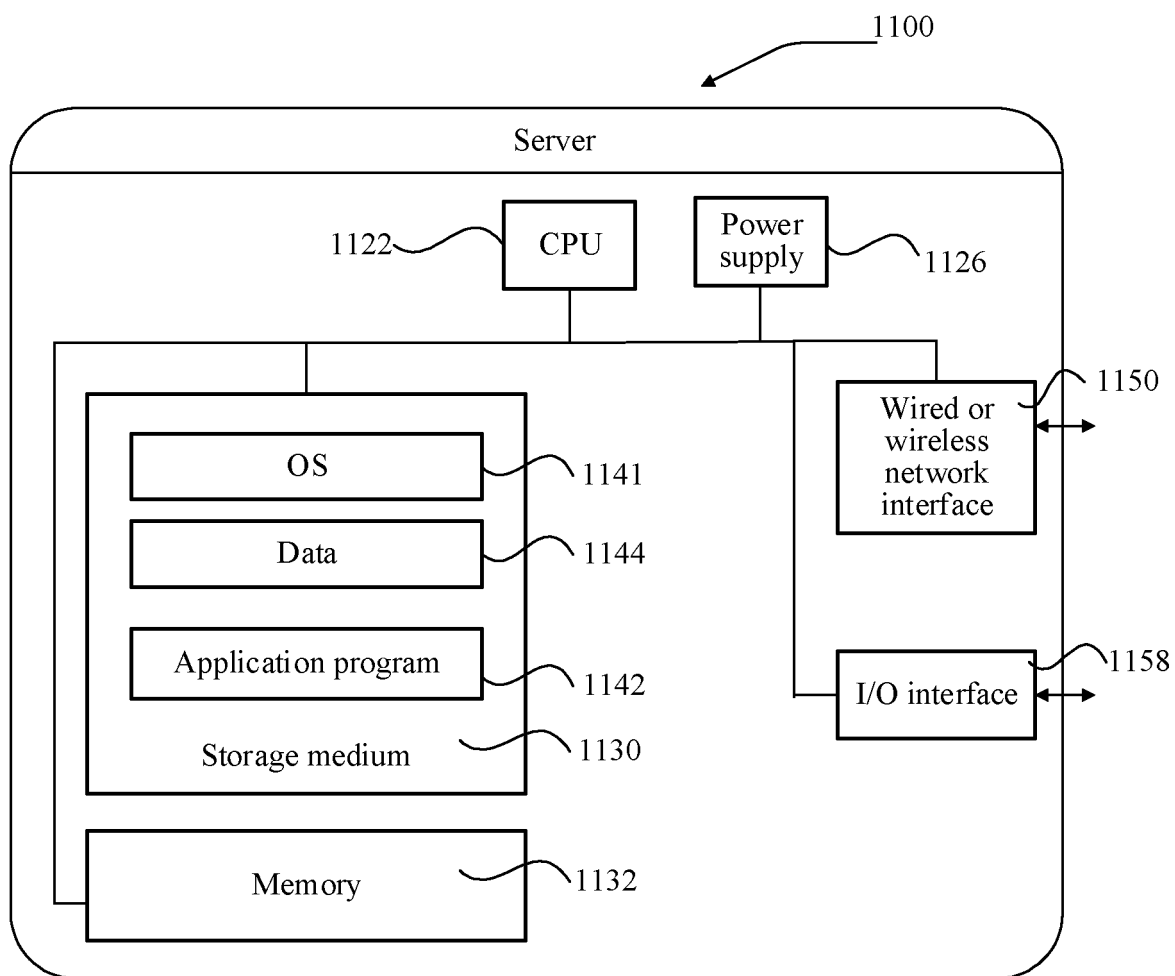 1100
Server
1122
CPU
Power
supply
1126
1150
Wired or
wireless
network
interface
OS
1141
Data
1144
Application program
1142
Storage medium
1130
1158
I/O interface
Memory
1132